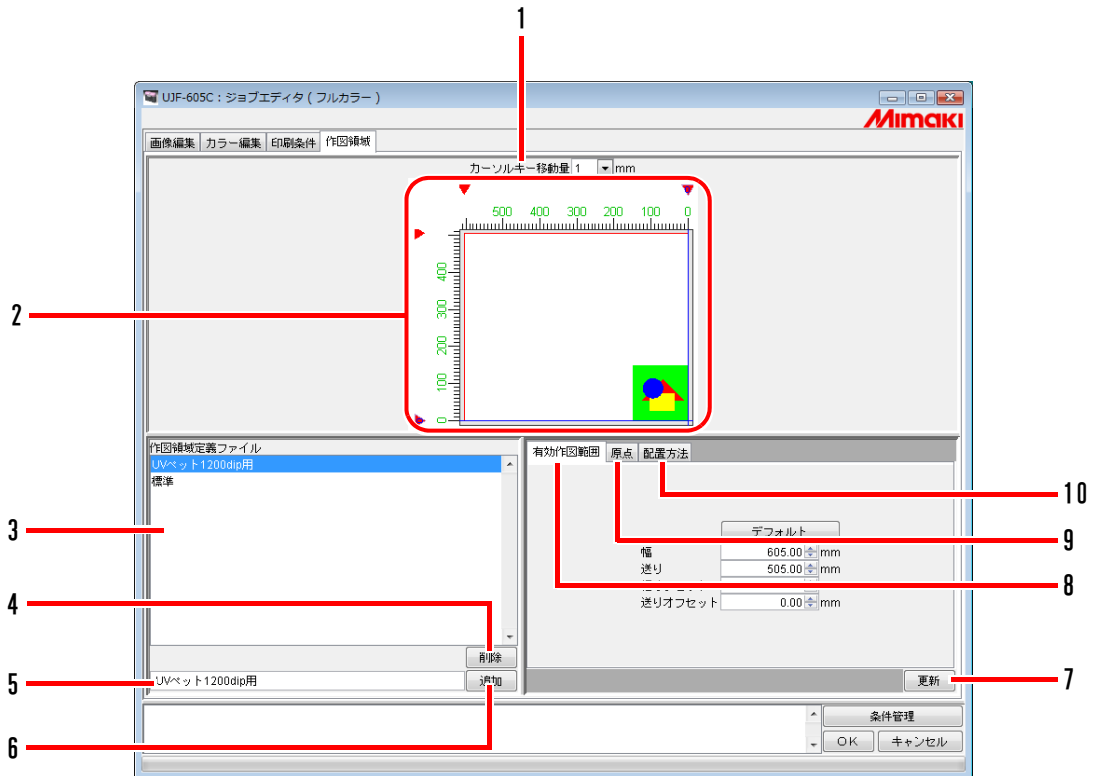 1
UJF-605C：ジョブエディタ ( フルカラー )
Mimaki
画像編集 カラー編集 印刷条件 作図領域
カーソルキー移動量 1 mm
500 400 300 200 100 0
400
300
200
100
0
2
作図領域定義ファイル
UVペット1200dip用
標準
3
4
削除
5
UVペット1200dip用
追加
6
有効作図範囲 原点 配置方法
10
デフォルト
9
幅 605.00 mm
送り 505.00 mm
8
送りオフセット 0.00 mm
更新
7
条件管理
OK キャンセル